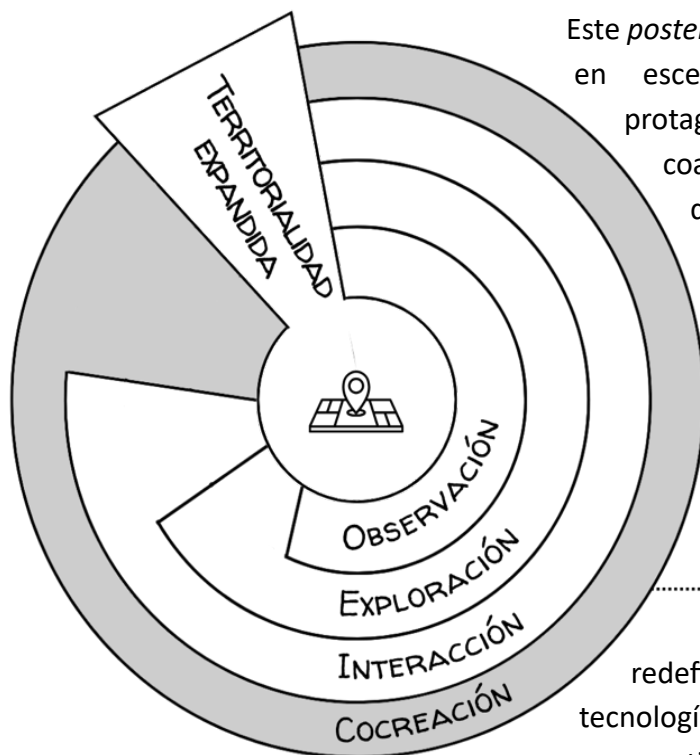 Este poster
en esce
protag
coa
TERRITORIALIDAD
EXPANDIDA
OBSERVACIÓN
EXPLORACIÓN
INTERACCIÓN
COCREACIÓN
redef
tecnologí